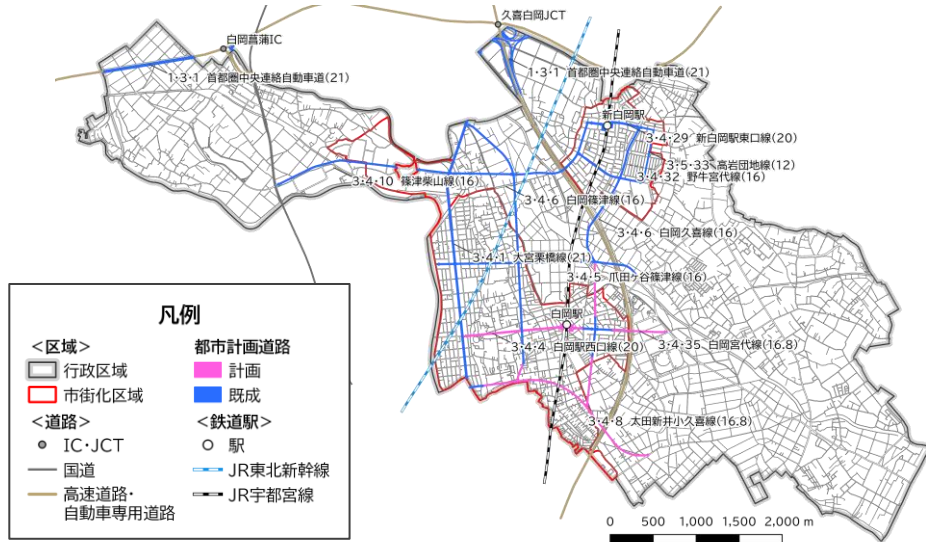 久喜白岡JCT
白岡菖蒲IC
1・3・1 首都圏中央連絡自動車道(21)
1・3・1 首都圏中央連絡自動車道(21)
新白岡駅
3・4・29 新白岡駅東口線(20)
3・5・33 高岩団地線(12)
3・4・32 野牛宮代線(16)
3・4・10 篠津柴山線(16)
3・4・6 白岡篠津線(16)
3・4・6 白岡久喜線(16)
3・4・1 大宮栗橋線(21)
3・4・5 爪田ヶ谷篠津線(16)
白岡駅
3・4・4 白岡駅西口線(20)
3・4・35 白岡宮代線(16.8)
3・4・8 太田新井小久喜線(16.8)
凡例
<区域>
行政区域
市街化区域
<道路>
IC・JCT
国道
高速道路・
自動車専用道路
都市計画道路
計画
既成
<鉄道駅>
駅
JR東北新幹線
JR宇都宮線
0 500 1,000 1,500 2,000 m